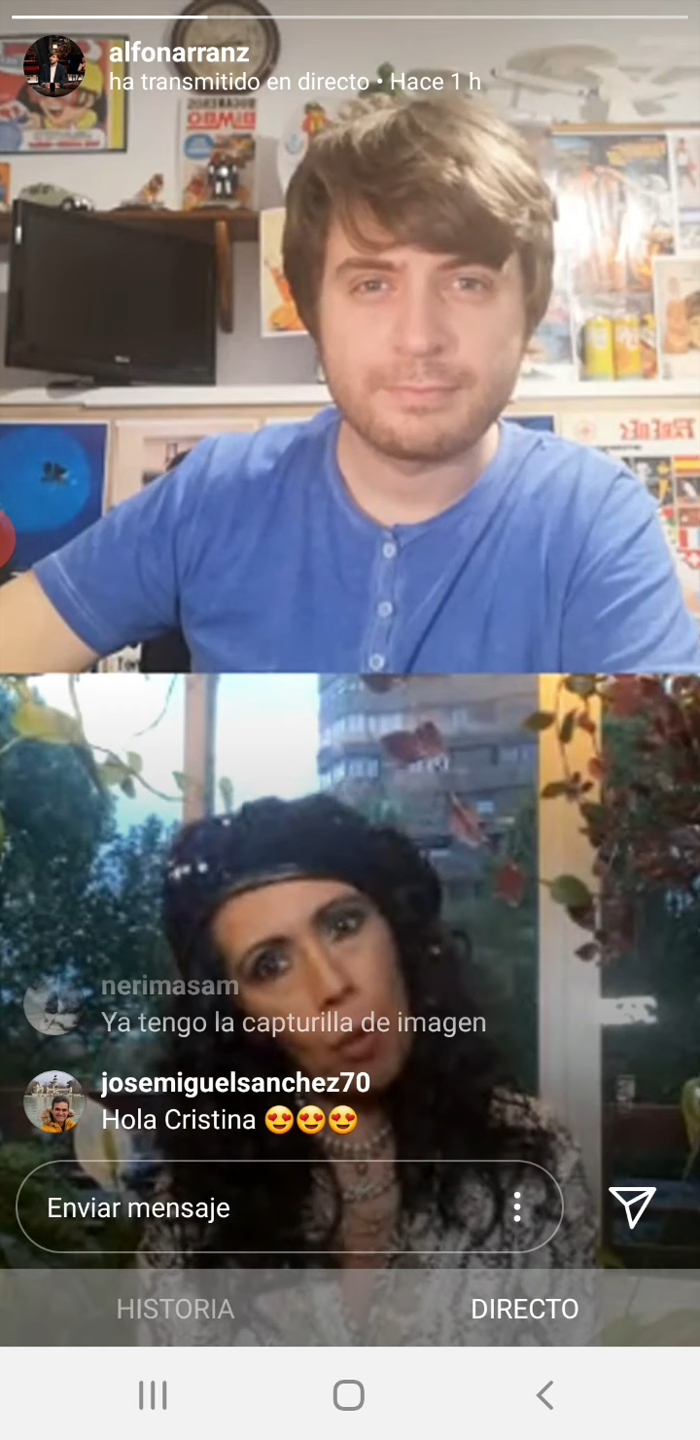 alfonarranz
ha transmitido en directo • Hace 1 h
BIMBO
nerimasam
Ya tengo la capturilla de imagen
josemiguelsanchez70
Hola Cristina 😍😍😍
Enviar mensaje
HISTORIA
DIRECTO